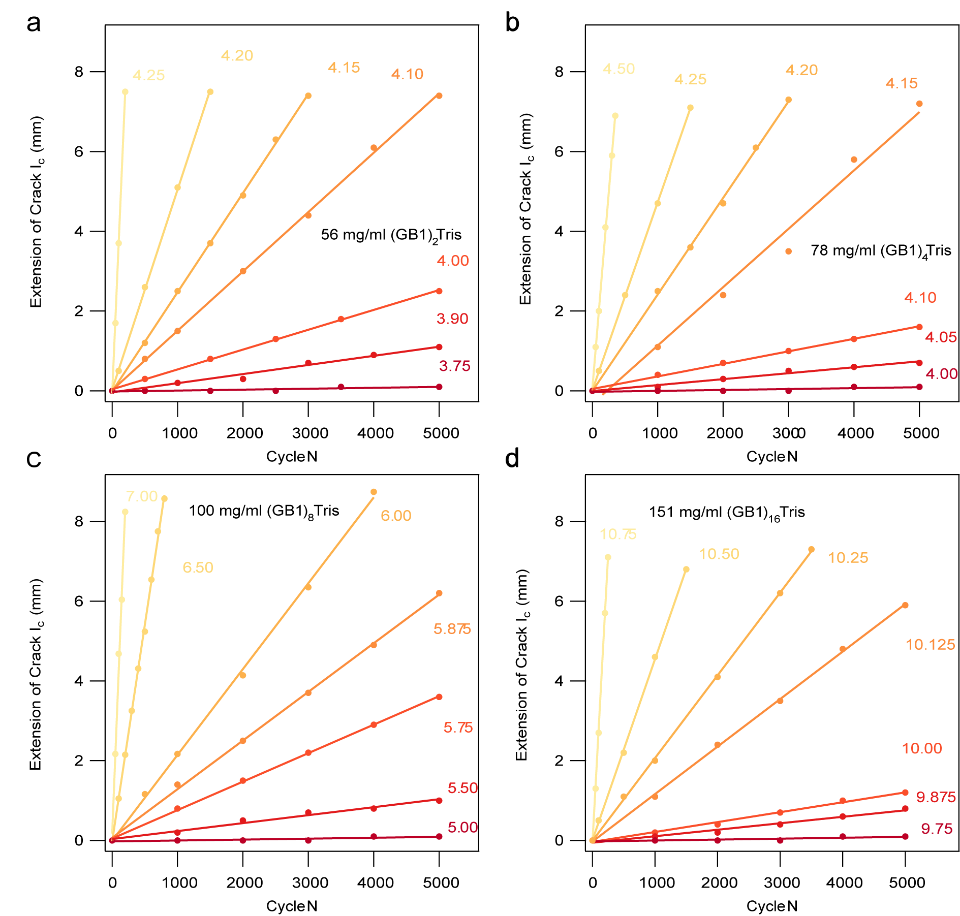 a
4.25
4.20
4.15
4.10
56 mg/ml (GB1)2Tris
4.00
3.90
3.75
Extension of Crack Ic (mm)
8
6
4
2
0
0 1000 2000 3000 4000 5000
Cycle N
b
4.50
4.25
4.20
4.15
78 mg/ml (GB1)4Tris
4.10
4.05
4.00
Extension of Crack Ic (mm)
8
6
4
2
0
0 1000 2000 3000 4000 5000
Cycle N
c
7.00
100 mg/ml (GB1)8Tris
6.00
6.50
5.875
5.75
5.50
5.00
Extension of Crack Ic (mm)
8
6
4
2
0
0 1000 2000 3000 4000 5000
Cycle N
d
151 mg/ml (GB1)16Tris
10.75
10.50
10.25
10.125
10.00
9.875
9.75
Extension of Crack Ic (mm)
8
6
4
2
0
0 1000 2000 3000 4000 5000
Cycle N